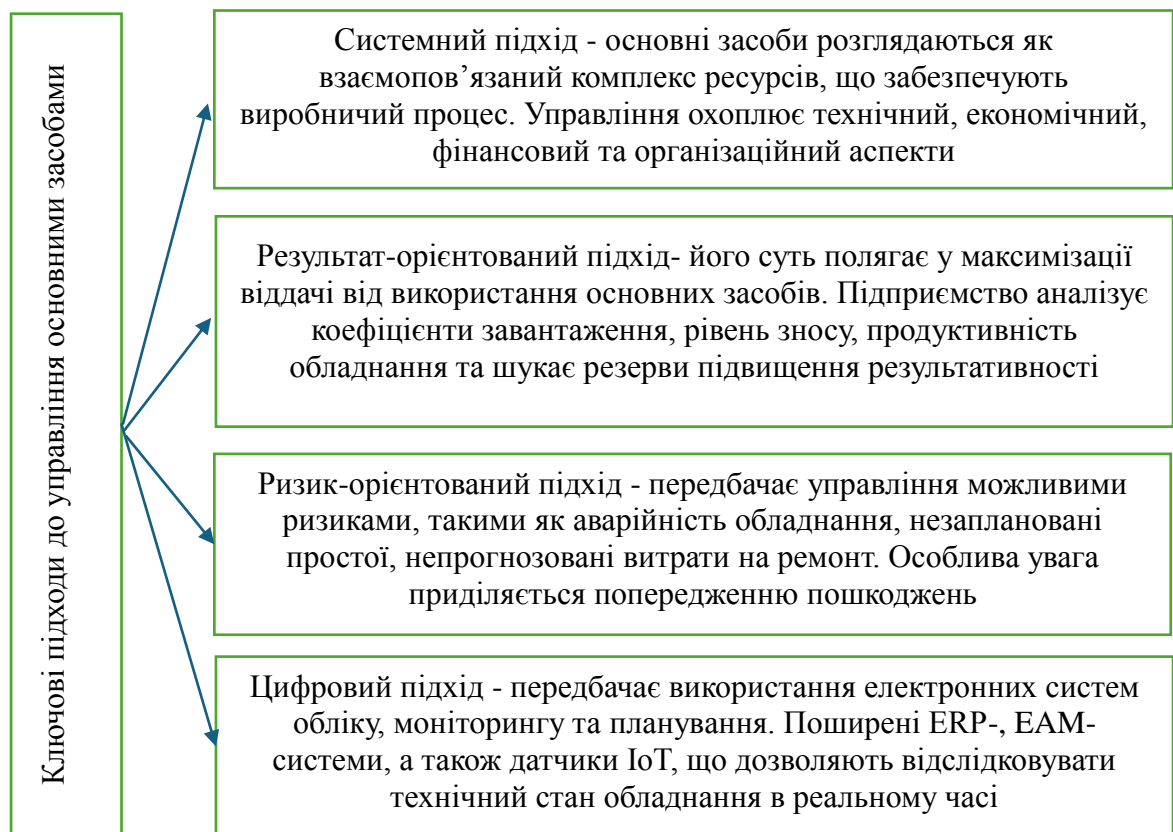 Ключові підходи до управління основними засобами
Системний підхід - основні засоби розглядаються як
взаємопов’язаний комплекс ресурсів, що забезпечують
виробничий процес. Управління охоплює технічний, економічний,
фінансовий та організаційний аспекти
Результат-орієнтований підхід- його суть полягає у максимізації
віддачі від використання основних засобів. Підприємство аналізує
коефіцієнти завантаження, рівень зносу, продуктивність
обладнання та шукає резерви підвищення результативності
Ризик-орієнтований підхід - передбачає управління можливими
ризиками, такими як аварійність обладнання, незаплановані
простої, непрогнозовані витрати на ремонт. Особлива увага
приділяється попередженню пошкоджень
Цифровий підхід - передбачає використання електронних систем
обліку, моніторингу та планування. Поширені ERP-, EAM-
системи, а також датчики IoT, що дозволяють відслідковувати
технічний стан обладнання в реальному часі